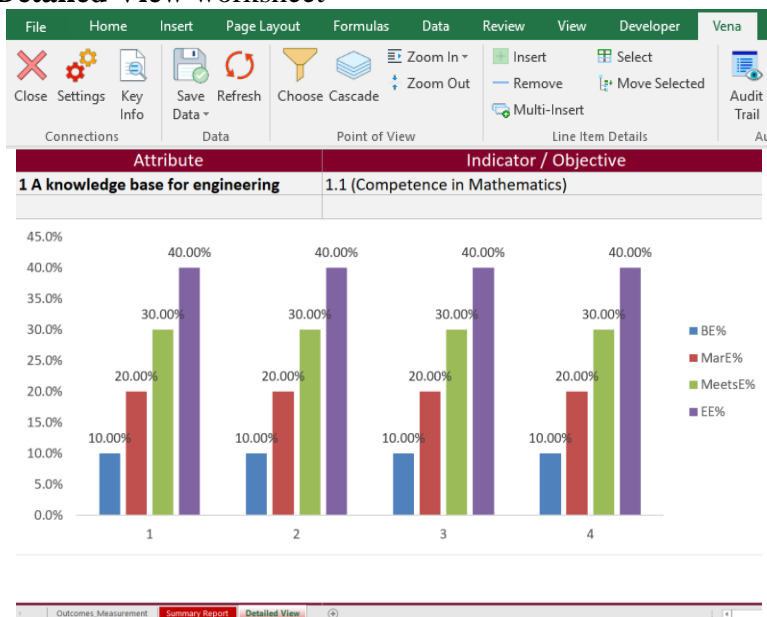 Detailed View worksheet
File Home Insert Page Layout Formulas Data Review View Developer Vena
Close Settings Key Info Save Data Refresh Choose Cascade Zoom In Zoom Out Insert Remove Multi-Insert Select Move Selected Audit Trail
Connections Data Point of View Line Item Details
Attribute Indicator / Objective
1 A knowledge base for engineering 1.1 (Competence in Mathematics)
45.0%
40.0% 40.00% 40.00% 40.00% 40.00%
35.0%
30.0% 30.00% 30.00% 30.00% 30.00%
BE%
25.0%
MarE%
20.0% 20.00% 20.00% 20.00% 20.00%
MeetsE%
15.0%
EE%
10.0% 10.00% 10.00% 10.00% 10.00%
5.0%
0.0%
1 2 3 4
Outcomes_Measurement Summary Report Detailed View